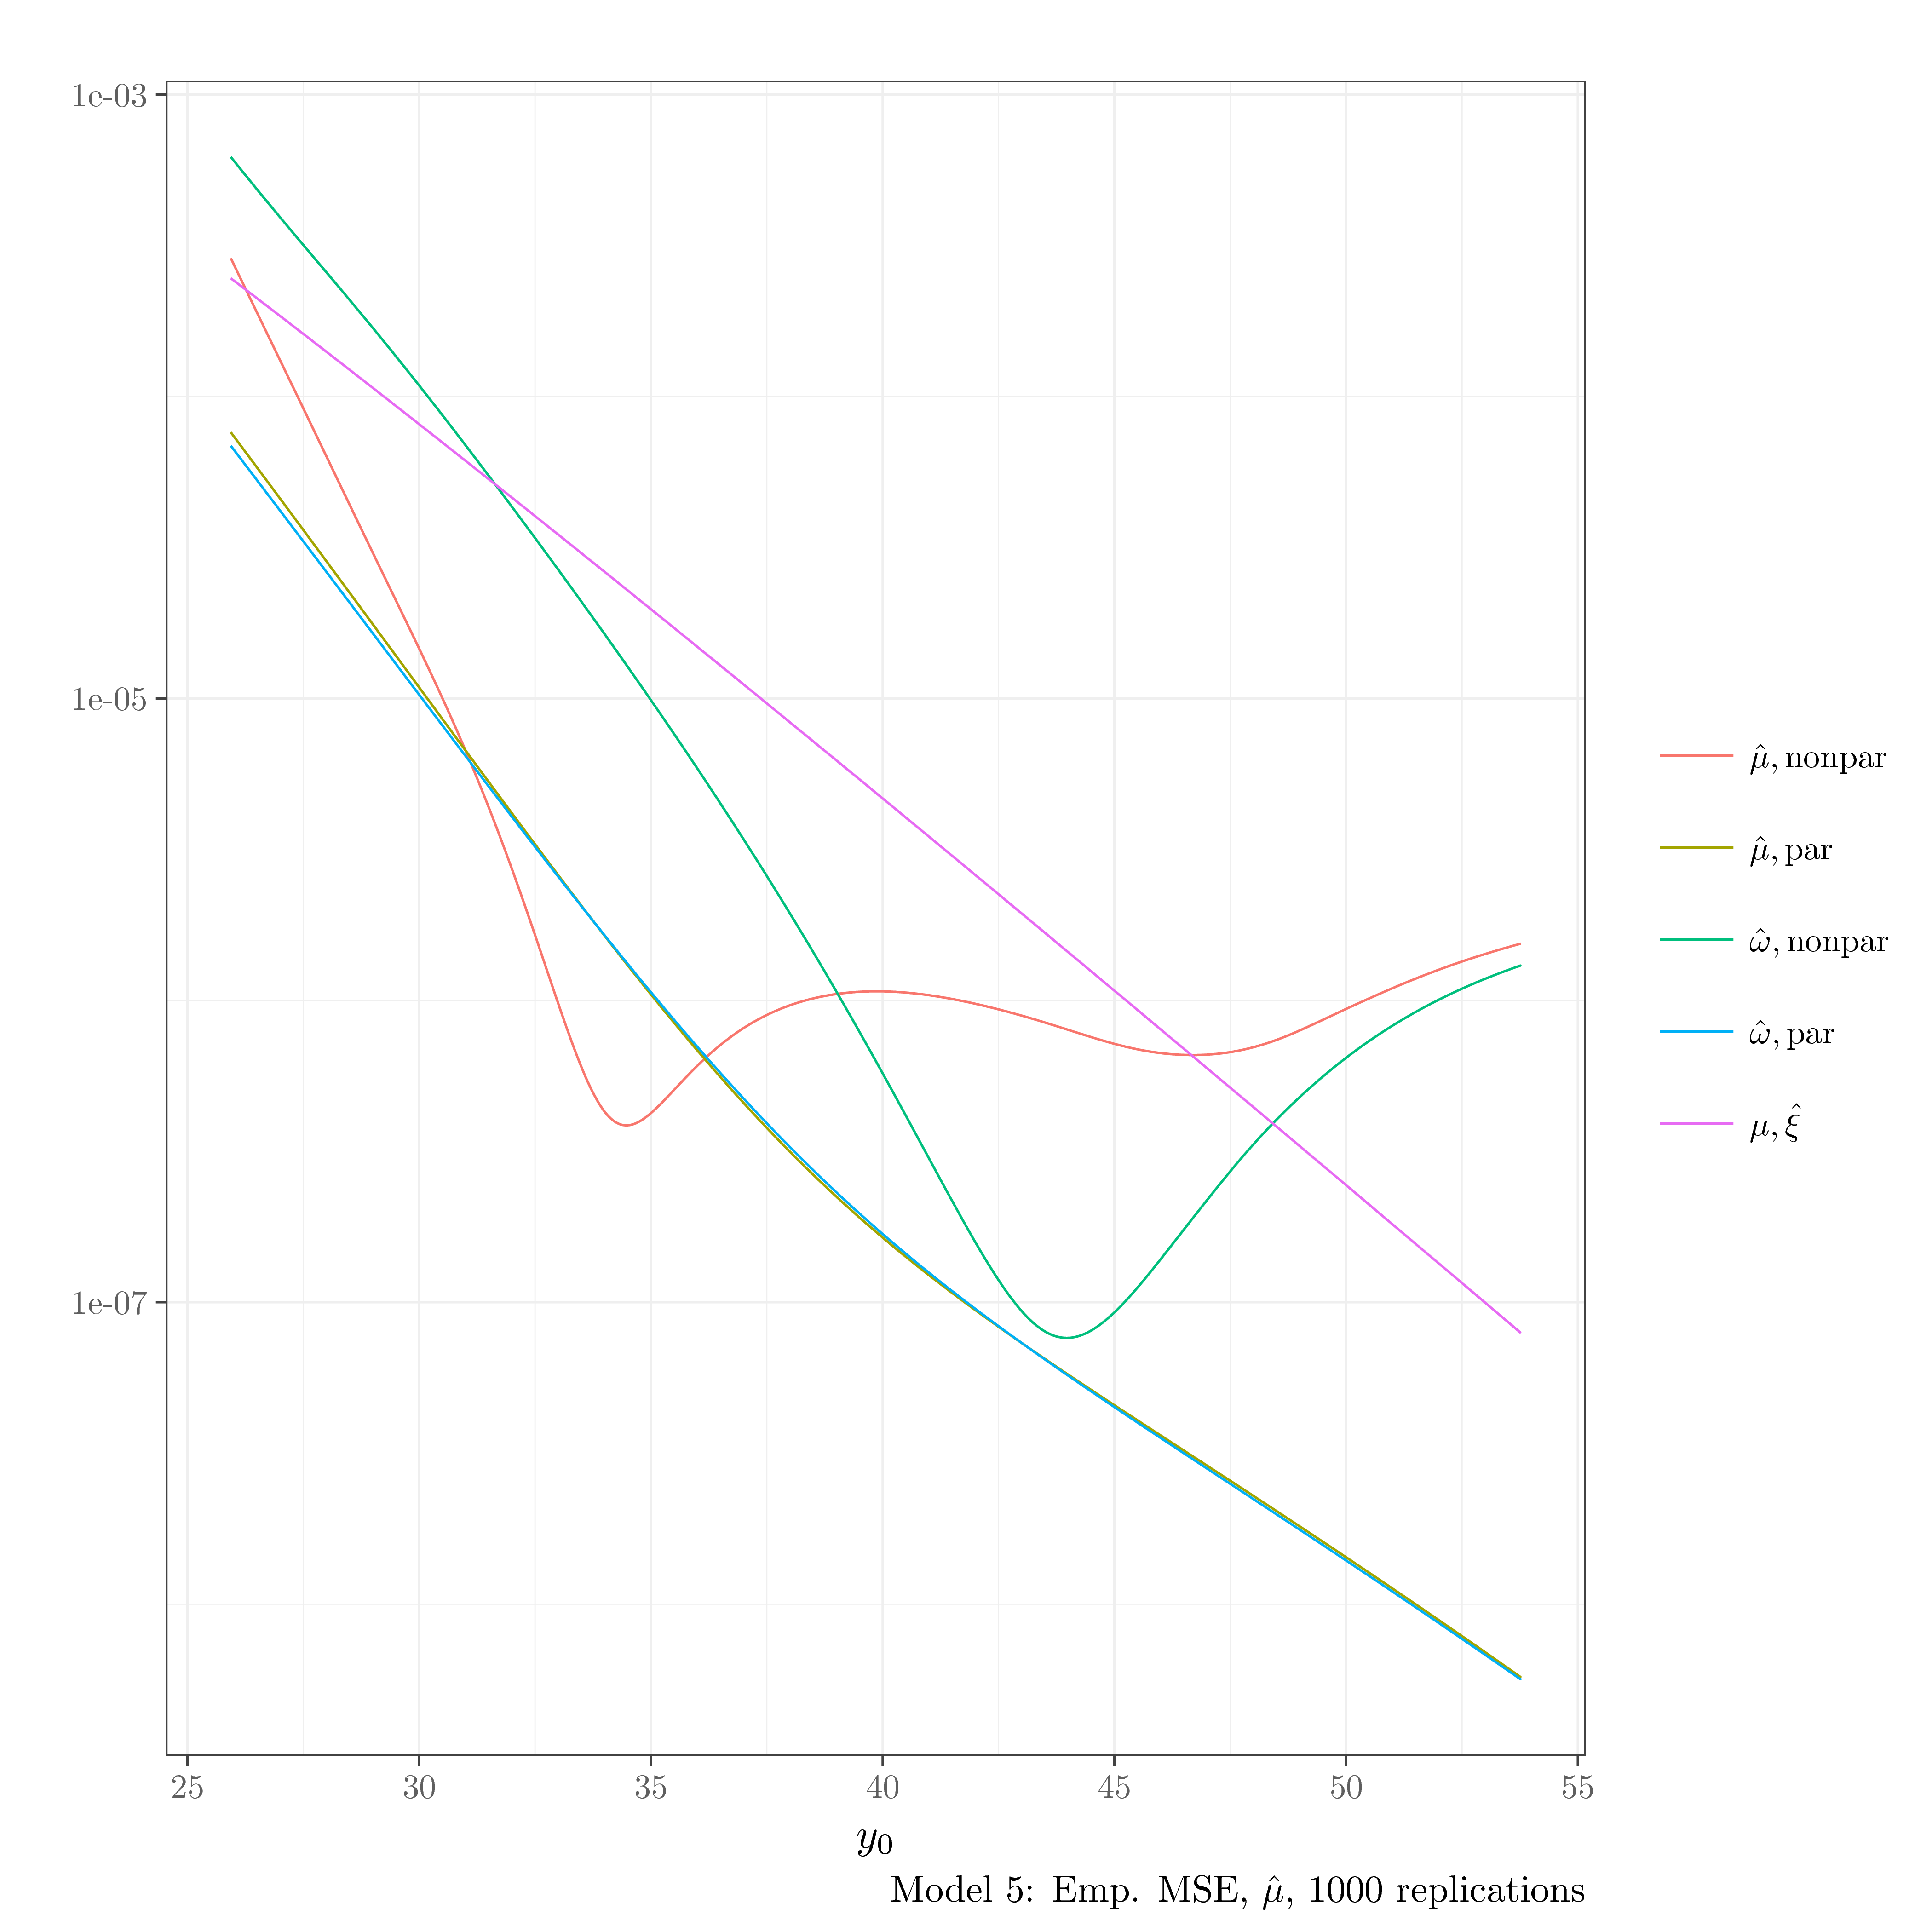 1e-03
1e-05
1e-07
25 30 35 40 45 50 55
y₀
μ̂, nonpar
μ̂, par
ω̂, nonpar
ω̂, par
μ, ξ̂
Model 5: Emp. MSE, μ̂, 1000 replications